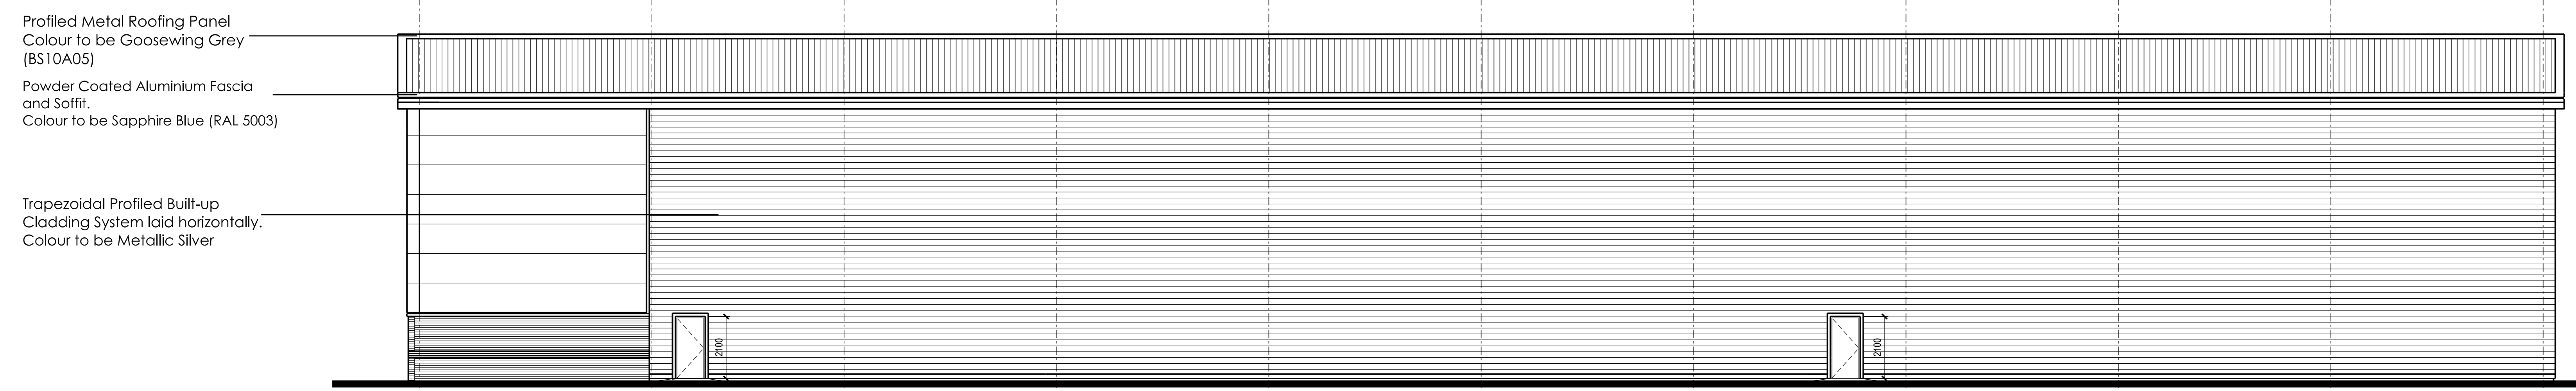 Profiled Metal Roofing Panel
Colour to be Goosewing Grey
(BS10A05)
Powder Coated Aluminium Fascia
and Soffit.
Colour to be Sapphire Blue (RAL 5003)
Trapezoidal Profiled Built-up
Cladding System laid horizontally.
Colour to be Metallic Silver
2100
2100